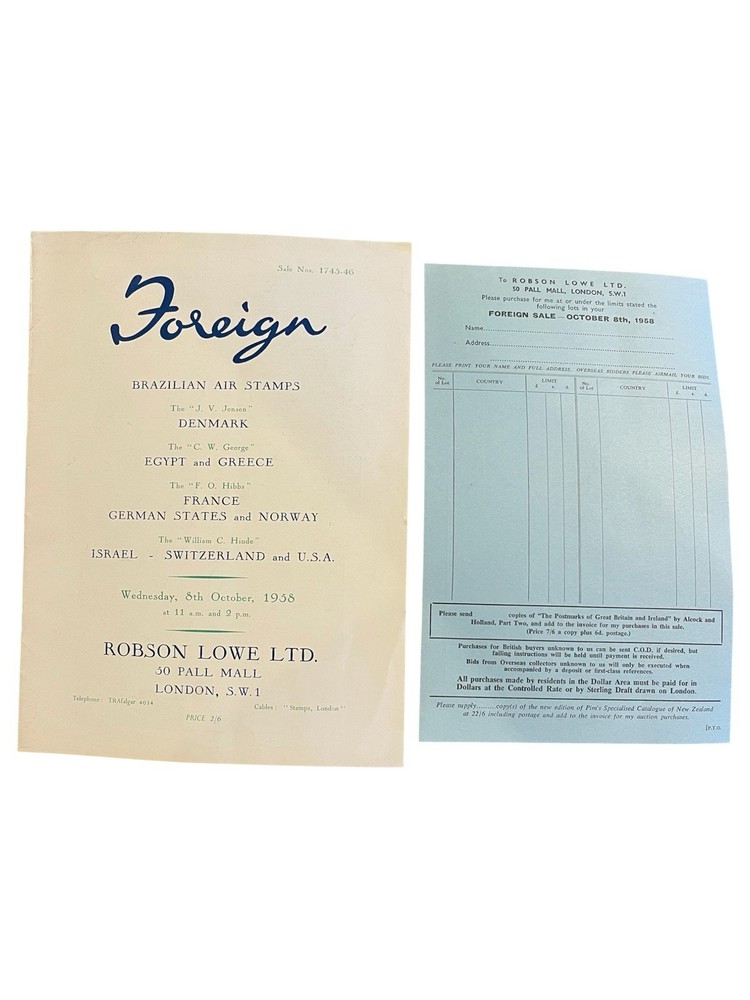 Sale Nos. 1745-46
Foreign
BRAZILIAN AIR STAMPS
The "J. V. Jensen"
DENMARK
The "C. W. George"
EGYPT and GREECE
The "F. O. Hibbs"
FRANCE
GERMAN STATES and NORWAY
The "William C. Hinde"
ISRAEL - SWITZERLAND and U.S.A.
Wednesday, 8th October, 1958
at 11 a.m. and 2 p.m.
ROBSON LOWE LTD.
50 PALL MALL
LONDON, S.W.1
Telephone: TRAfalgar 4034
Cables: "Stamps, London"
PRICE 2/6
To ROBSON LOWE LTD.
50 PALL MALL, LONDON, S.W.1
Please purchase for me at or under the limits stated the
following lots in your
FOREIGN SALE—OCTOBER 8th, 1958
Name
Address
PLEASE PRINT YOUR NAME AND FULL ADDRESS. OVERSEAS BIDDERS PLEASE AIRMAIL YOUR BIDS.
No. of Lot COUNTRY LIMIT £ s. d. No. of Lot COUNTRY LIMIT £ s. d.
Please send copies of "The Postmarks of Great Britain and Ireland" by Alcock and
Holland, Part Two, and add to the invoice for my purchases in this sale.
(Price 7/6 a copy plus 6d. postage.)
Purchases for British buyers unknown to us can be sent C.O.D. if desired, but
failing instructions will be held until payment is received.
Bids from Overseas collectors unknown to us will only be executed when
accompanied by a deposit or first-class references.
All purchases made by residents in the Dollar Area must be paid for in
Dollars at the Controlled Rate or by Sterling Draft drawn on London.
Please supply.........copy(s) of the new edition of Pim's Specialised Catalogue of New Zealand
at 22/6 including postage and add to the invoice for my auction purchases.
[P.T.O.